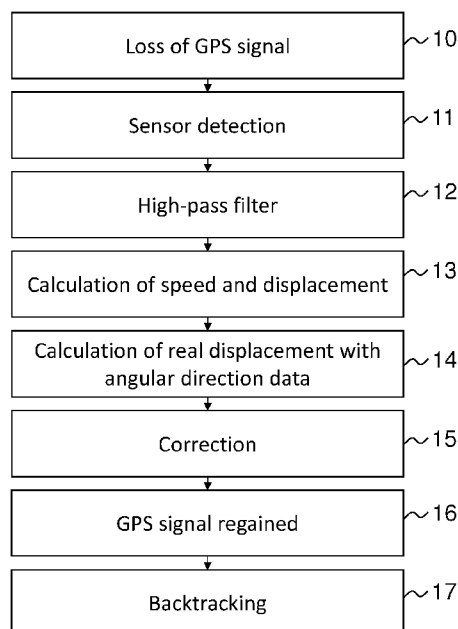 Loss of GPS signal
10
Sensor detection
11
High-pass filter
12
Calculation of speed and displacement
13
Calculation of real displacement with
angular direction data
14
Correction
15
GPS signal regained
16
Backtracking
17